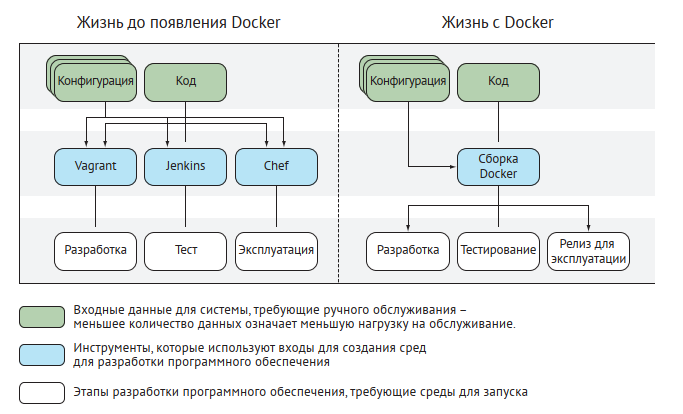 Жизнь до появления Docker
Жизнь с Docker
Конфигурация
Код
Конфигурация
Код
Vagrant
Jenkins
Chef
Сборка
Docker
Разработка
Тест
Эксплуатация
Разработка
Тестирование
Релиз для
эксплуатации
Входные данные для системы, требующие ручного обслуживания –
меньшее количество данных означает меньшую нагрузку на обслуживание.
Инструменты, которые используют входы для создания сред
для разработки программного обеспечения
Этапы разработки программного обеспечения, требующие среды для запуска